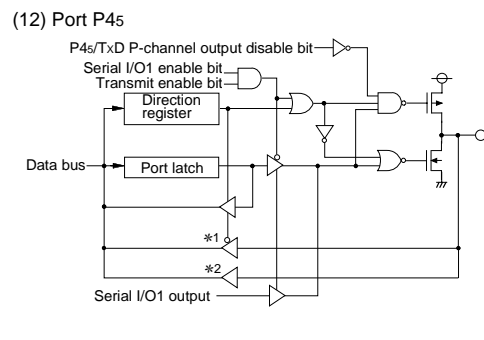 (12) Port P45
P45/TxD P-channel output disable bit
Serial I/O1 enable bit
Transmit enable bit
Direction
register
Data bus
Port latch
*1
*2
Serial I/O1 output